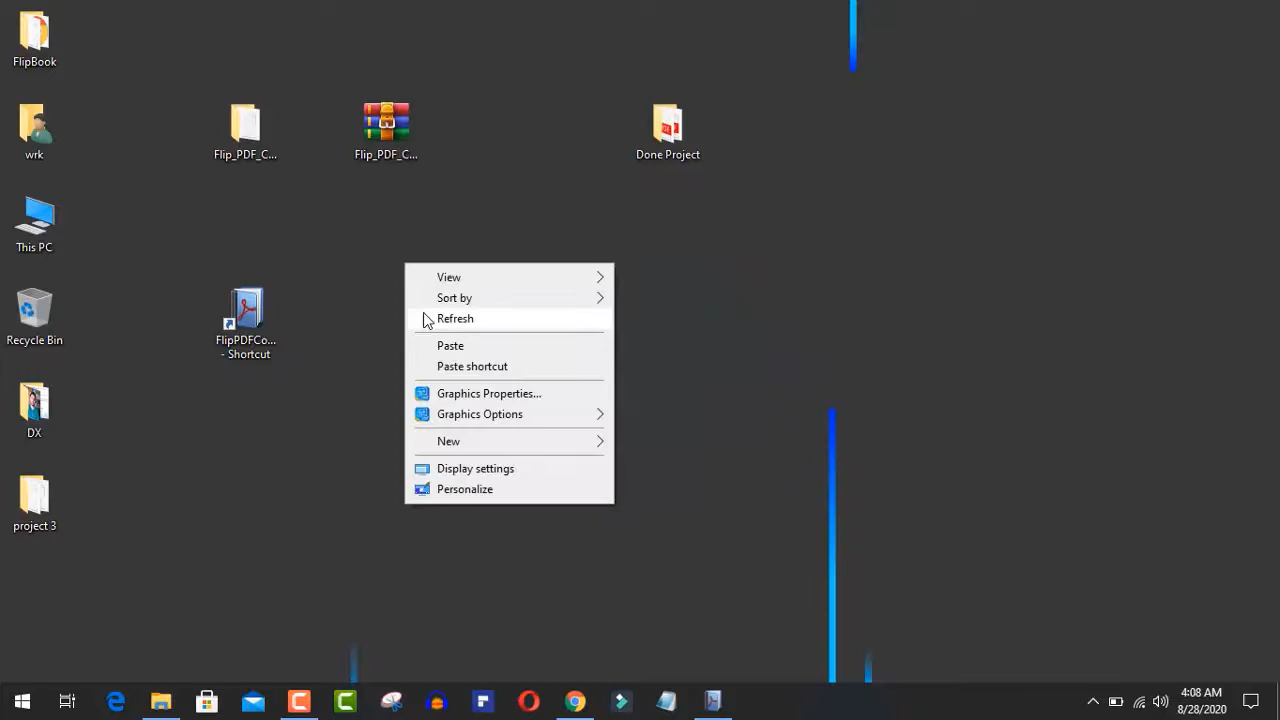 FlipBook
wrk
Flip_PDF_C...
Flip_PDF_C...
Done Project
This PC
Recycle Bin
FlipPDFCo...
- Shortcut
DX
project 3
View
Sort by
Refresh
Paste
Paste shortcut
Graphics Properties...
Graphics Options
New
Display settings
Personalize
4:08 AM
8/28/2020